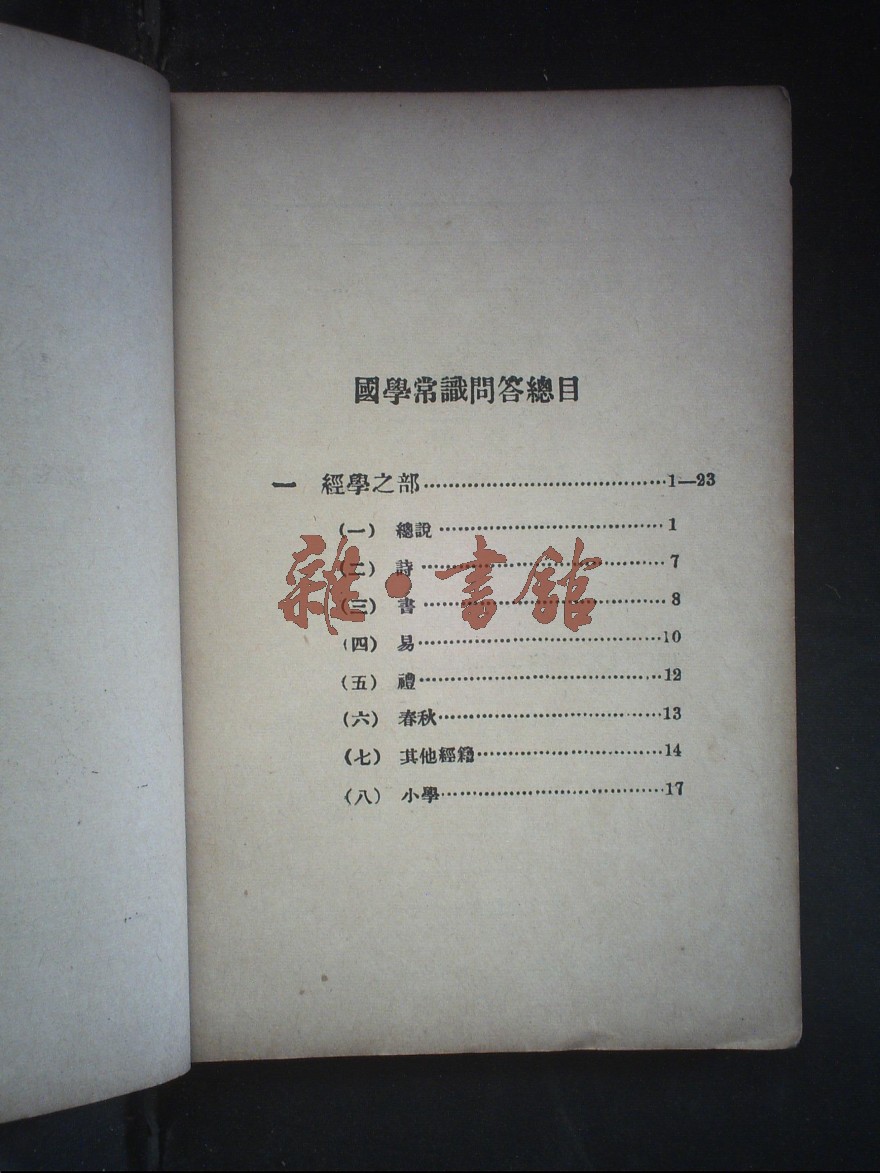 國學常識問答總目
一 經學之部……………………………1—23
(一) 總說……………………………1
(二) 詩……………………………7
(三) 書……………………………8
(四) 易……………………………10
(五) 禮……………………………12
(六) 春秋……………………………13
(七) 其他經籍……………………………14
(八) 小學……………………………17
雜·書館